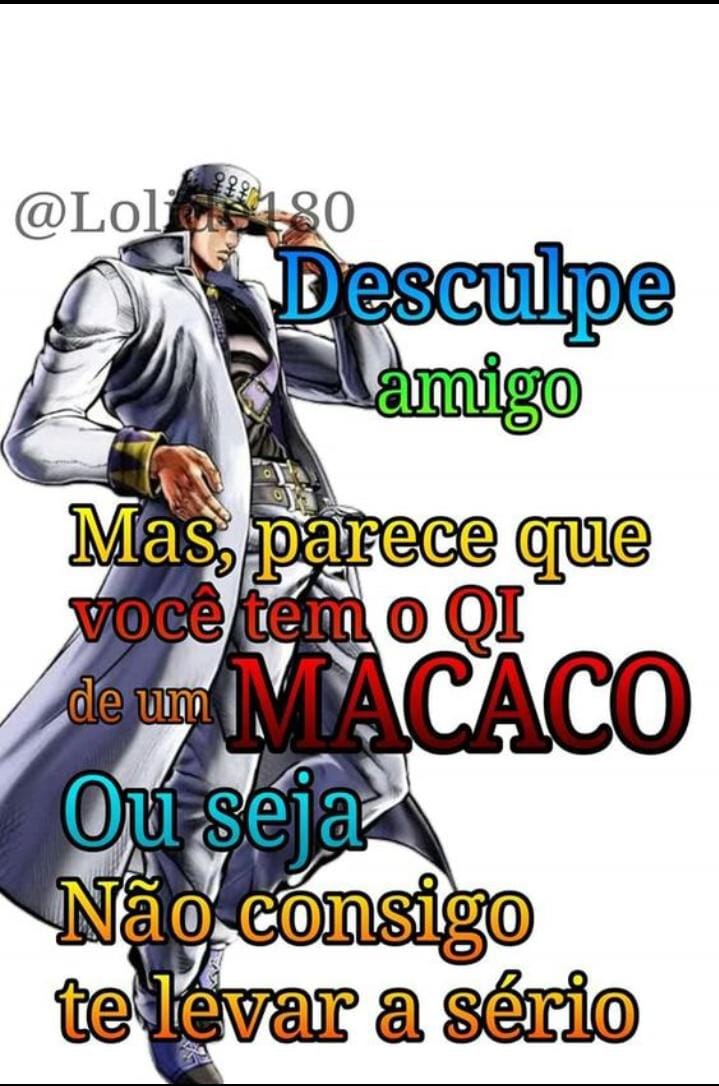 Desculpe
amigo
Mas, parece que
você tem o QI
de um MACACO
Ou seja
Não consigo
te levar a sério